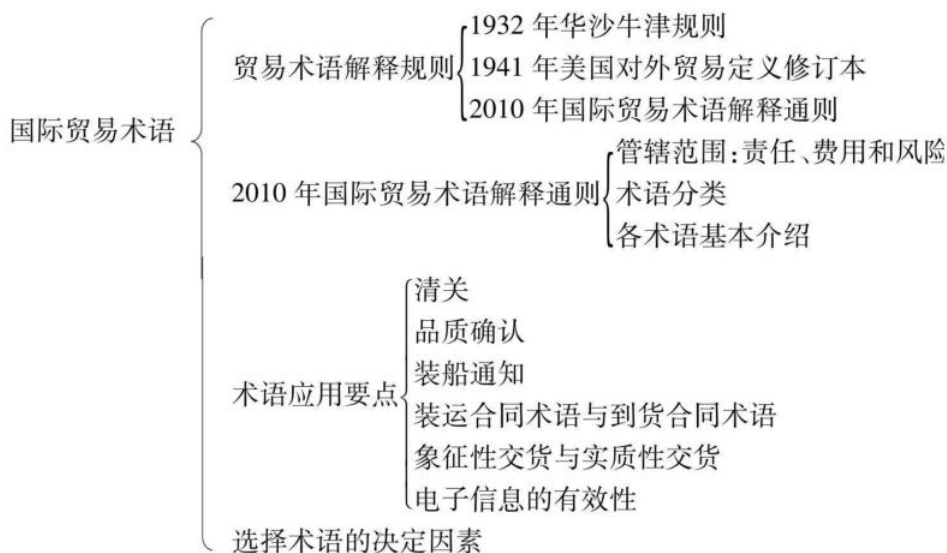 国际贸易术语
贸易术语解释规则
1932 年华沙牛津规则
1941 年美国对外贸易定义修订本
2010 年国际贸易术语解释通则
2010 年国际贸易术语解释通则
管辖范围:责任、费用和风险
术语分类
各术语基本介绍
术语应用要点
清关
品质确认
装船通知
装运合同术语与到货合同术语
象征性交货与实质性交货
电子信息的有效性
选择术语的决定因素